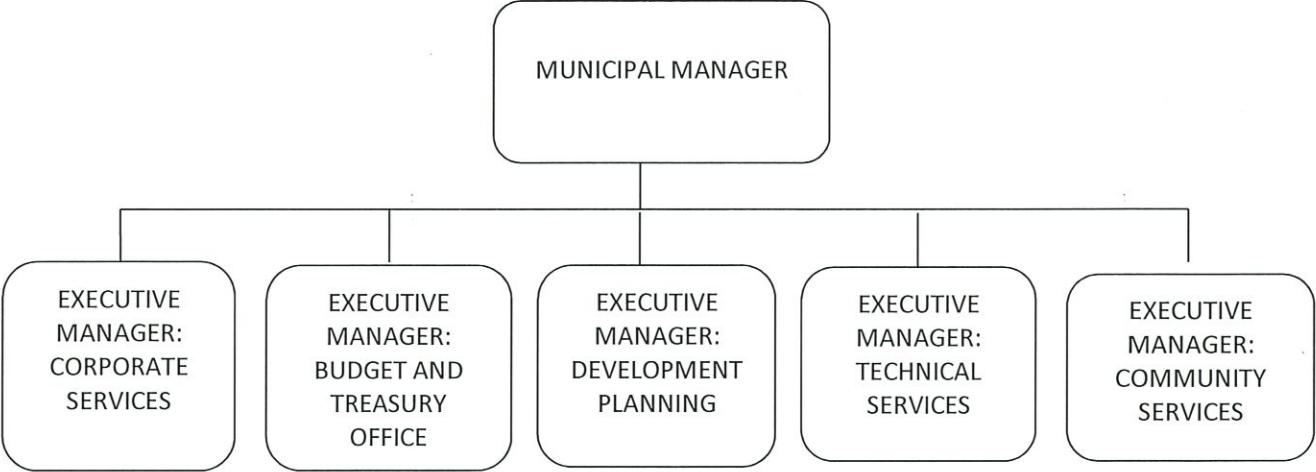 MUNICIPAL MANAGER
EXECUTIVE
MANAGER:
CORPORATE
SERVICES
EXECUTIVE
MANAGER:
BUDGET AND
TREASURY
OFFICE
EXECUTIVE
MANAGER:
DEVELOPMENT
PLANNING
EXECUTIVE
MANAGER:
TECHNICAL
SERVICES
EXECUTIVE
MANAGER:
COMMUNITY
SERVICES